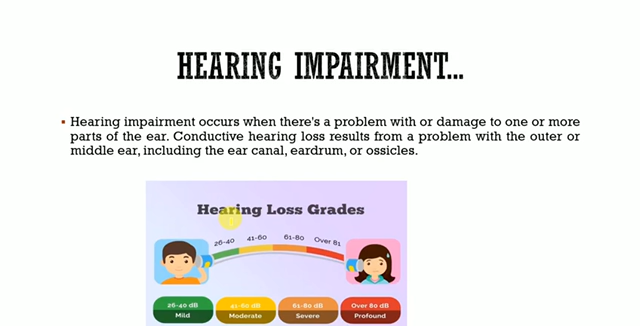 HEARING IMPAIRMENT...
▪ Hearing impairment occurs when there's a problem with or damage to one or more
parts of the ear. Conductive hearing loss results from a problem with the outer or
middle ear, including the ear canal, eardrum, or ossicles.
Hearing Loss Grades
26-40 41-60 61-80 Over 81
26-40 dB 41-60 dB 61-80 dB Over 80 dB
Mild Moderate Severe Profound